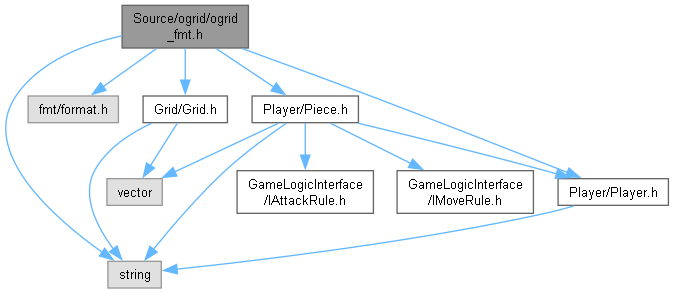 Source/ogrid/ogrid
_fmt.h
fmt/format.h
Grid/Grid.h
Player/Piece.h
vector
GameLogicInterface
/IAttackRule.h
GameLogicInterface
/IMoveRule.h
Player/Player.h
string